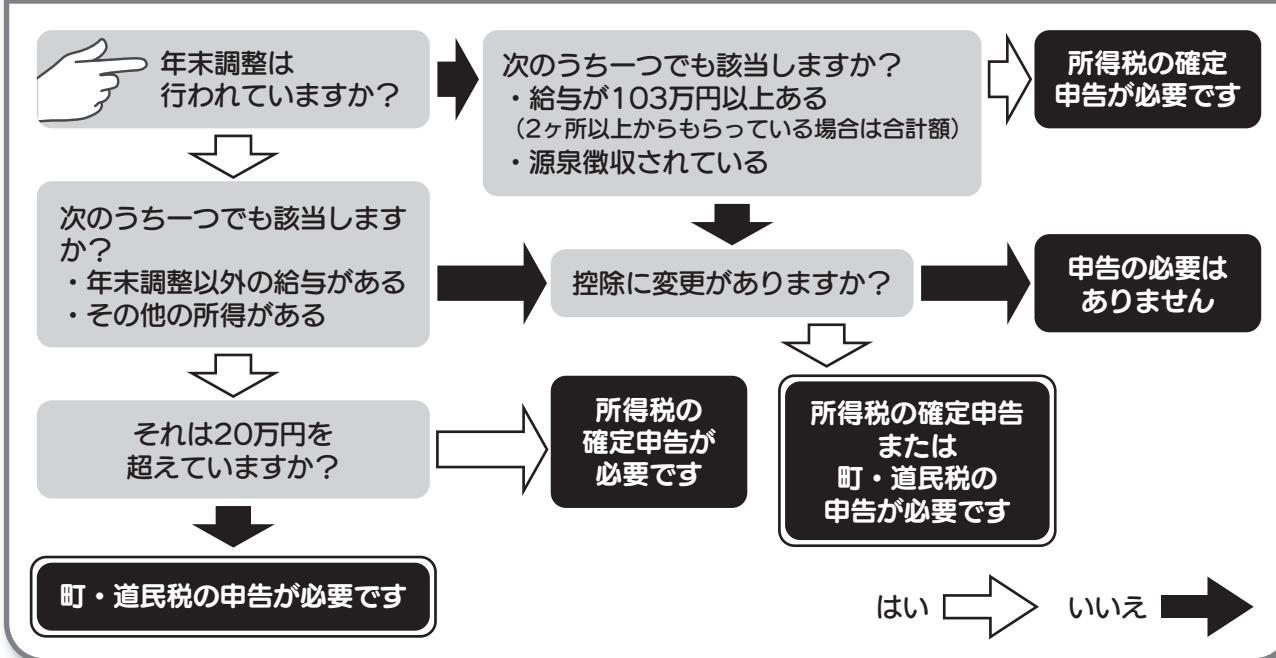 年末調整は
行われていますか？
次のうち一つでも該当しますか？
・給与が103万円以上ある
（2ヶ所以上からもらっている場合は合計額）
・源泉徴収されている
所得税の確定
申告が必要です
次のうち一つでも該当します
か？
・年末調整以外の給与がある
・その他の所得がある
控除に変更がありますか？
申告の必要は
ありません
それは20万円を
超えていますか？
所得税の
確定申告が
必要です
所得税の確定申告
または
町・道民税の
申告が必要です
町・道民税の申告が必要です
はい
いいえ